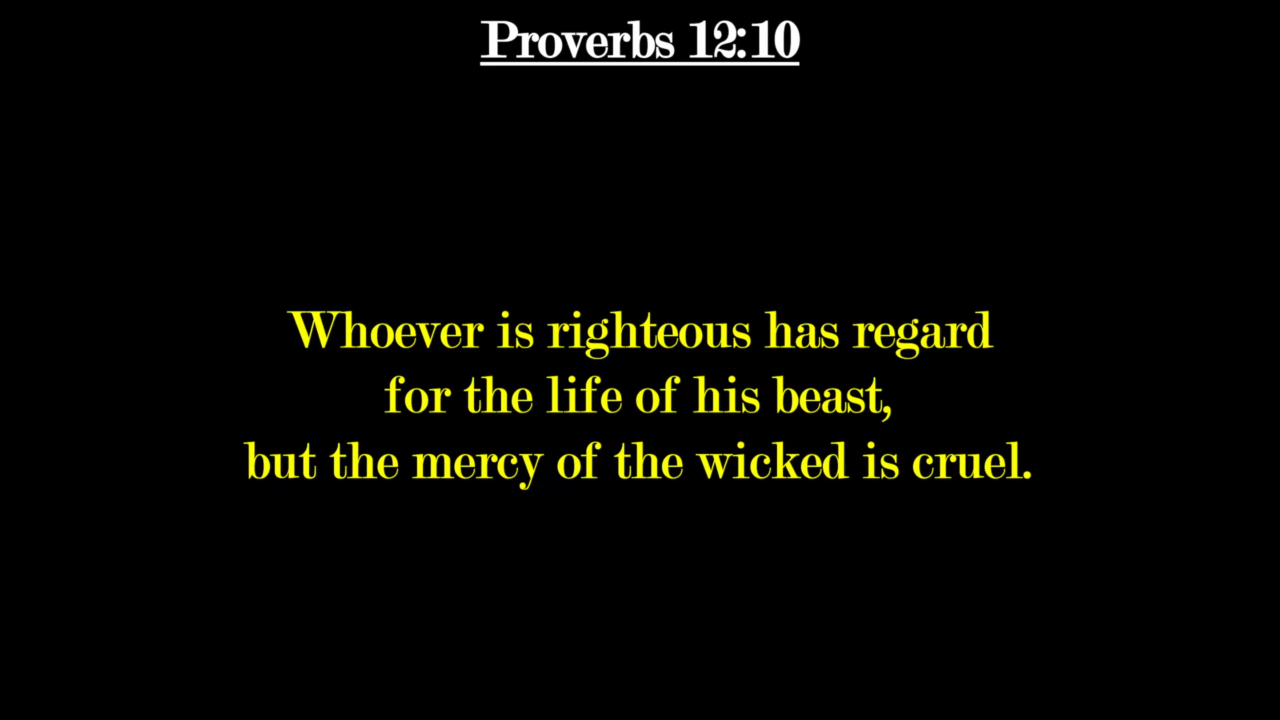 Proverbs 12:10
Whoever is righteous has regard
for the life of his beast,
but the mercy of the wicked is cruel.